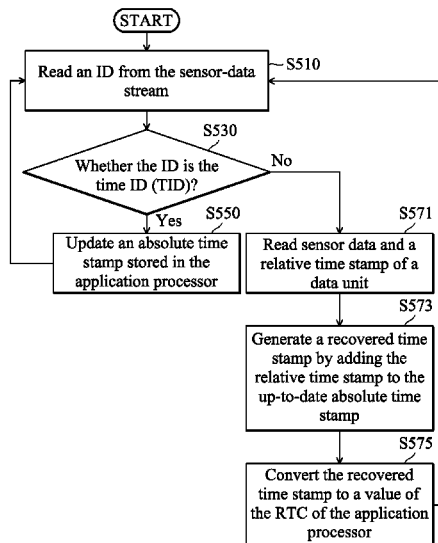 START
S510
Read an ID from the sensor-data
stream
S530
Whether the ID is the
time ID (TID)?
No
Yes
S550
Update an absolute time
stamp stored in the
application processor
S571
Read sensor data and a
relative time stamp of a
data unit
S573
Generate a recovered time
stamp by adding the
relative time stamp to the
up-to-date absolute time
stamp
S575
Convert the recovered
time stamp to a value of
the RTC of the application
processor